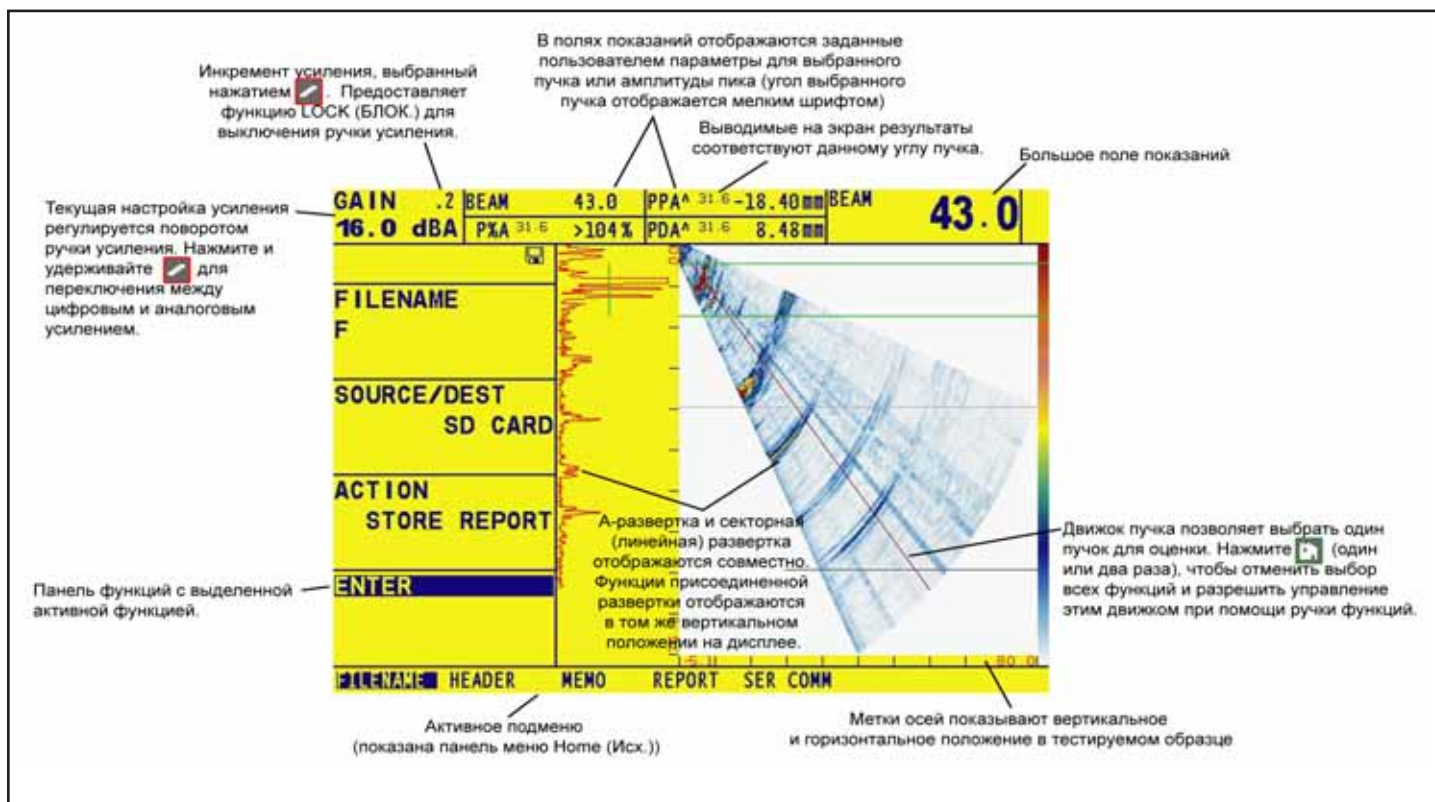 В полях показаний отображаются заданные
пользователем параметры для выбранного
пучка или амплитуды пика (угол выбранного
пучка отображается мелким шрифтом)
Инкремент усиления, выбранный
нажатием . Предоставляет
функцию LOCK (БЛОК.) для
выключения ручки усиления.
Выводимые на экран результаты
соответствуют данному углу пучка.
Большое поле показаний
Текущая настройка усиления
регулируется поворотом
ручки усиления. Нажмите и
удерживайте для
переключения между
цифровым и аналоговым
усилением.
GAIN .2
16.0 dBA
BEAM 43.0
P%A 31.6 >104%
PPA^ 31.6 -18.40mm
PDA^ 31.6 8.48mm
BEAM 43.0
FILENAME
F
SOURCE/DEST
SD CARD
ACTION
STORE REPORT
ENTER
А-развертка и секторная
(линейная) развертка
отображаются совместно.
Функции присоединенной
развертки отображаются
в том же вертикальном
положении на дисплее.
Движок пучка позволяет выбрать один
пучок для оценки. Нажмите (один
или два раза), чтобы отменить выбор
всех функций и разрешить управление
этим движком при помощи ручки функций.
Панель функций с выделенной
активной функцией.
FILENAME HEADER MEMO REPORT SER COMM
Активное подменю
(показана панель меню Home (Исх.))
Метки осей показывают вертикальное
и горизонтальное положение в тестируемом образце